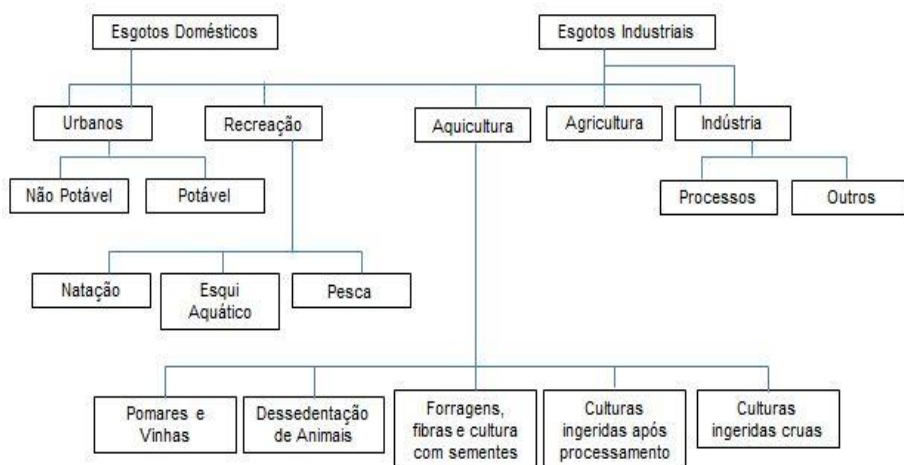 Esgotos Domésticos
Esgotos Industriais
Urbanos
Recreação
Aquicultura
Agricultura
Indústria
Não Potável
Potável
Processos
Outros
Natação
Esqui
Aquático
Pesca
Pomares e
Vinhas
Dessedentação
de Animais
Forragens,
fibras e cultura
com sementes
Culturas
ingeridas após
processamento
Culturas
ingeridas cruas